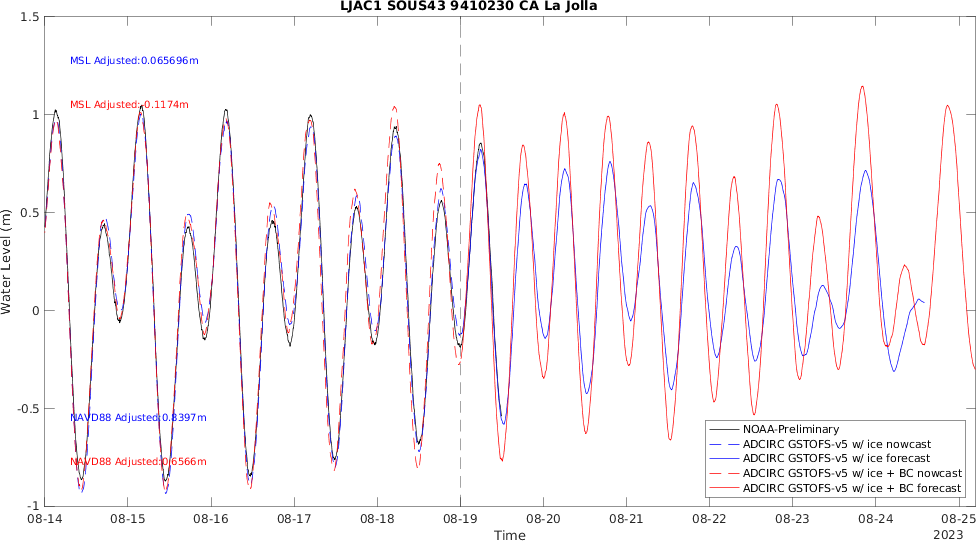 LJAC1 SOUS43 9410230 CA La Jolla
1.5
MSL Adjusted:0.065696m
MSL Adjusted:-0.1174m
1
0.5
Water Level (m)
0
-0.5
NAVD88 Adjusted:0.8397m
NAVD88 Adjusted:0.6566m
-1
NOAA-Preliminary
ADCIRC GSTOFS-v5 w/ ice nowcast
ADCIRC GSTOFS-v5 w/ ice forecast
ADCIRC GSTOFS-v5 w/ ice + BC nowcast
ADCIRC GSTOFS-v5 w/ ice + BC forecast
08-14 08-15 08-16 08-17 08-18 08-19 08-20 08-21 08-22 08-23 08-24 08-25
Time
2023